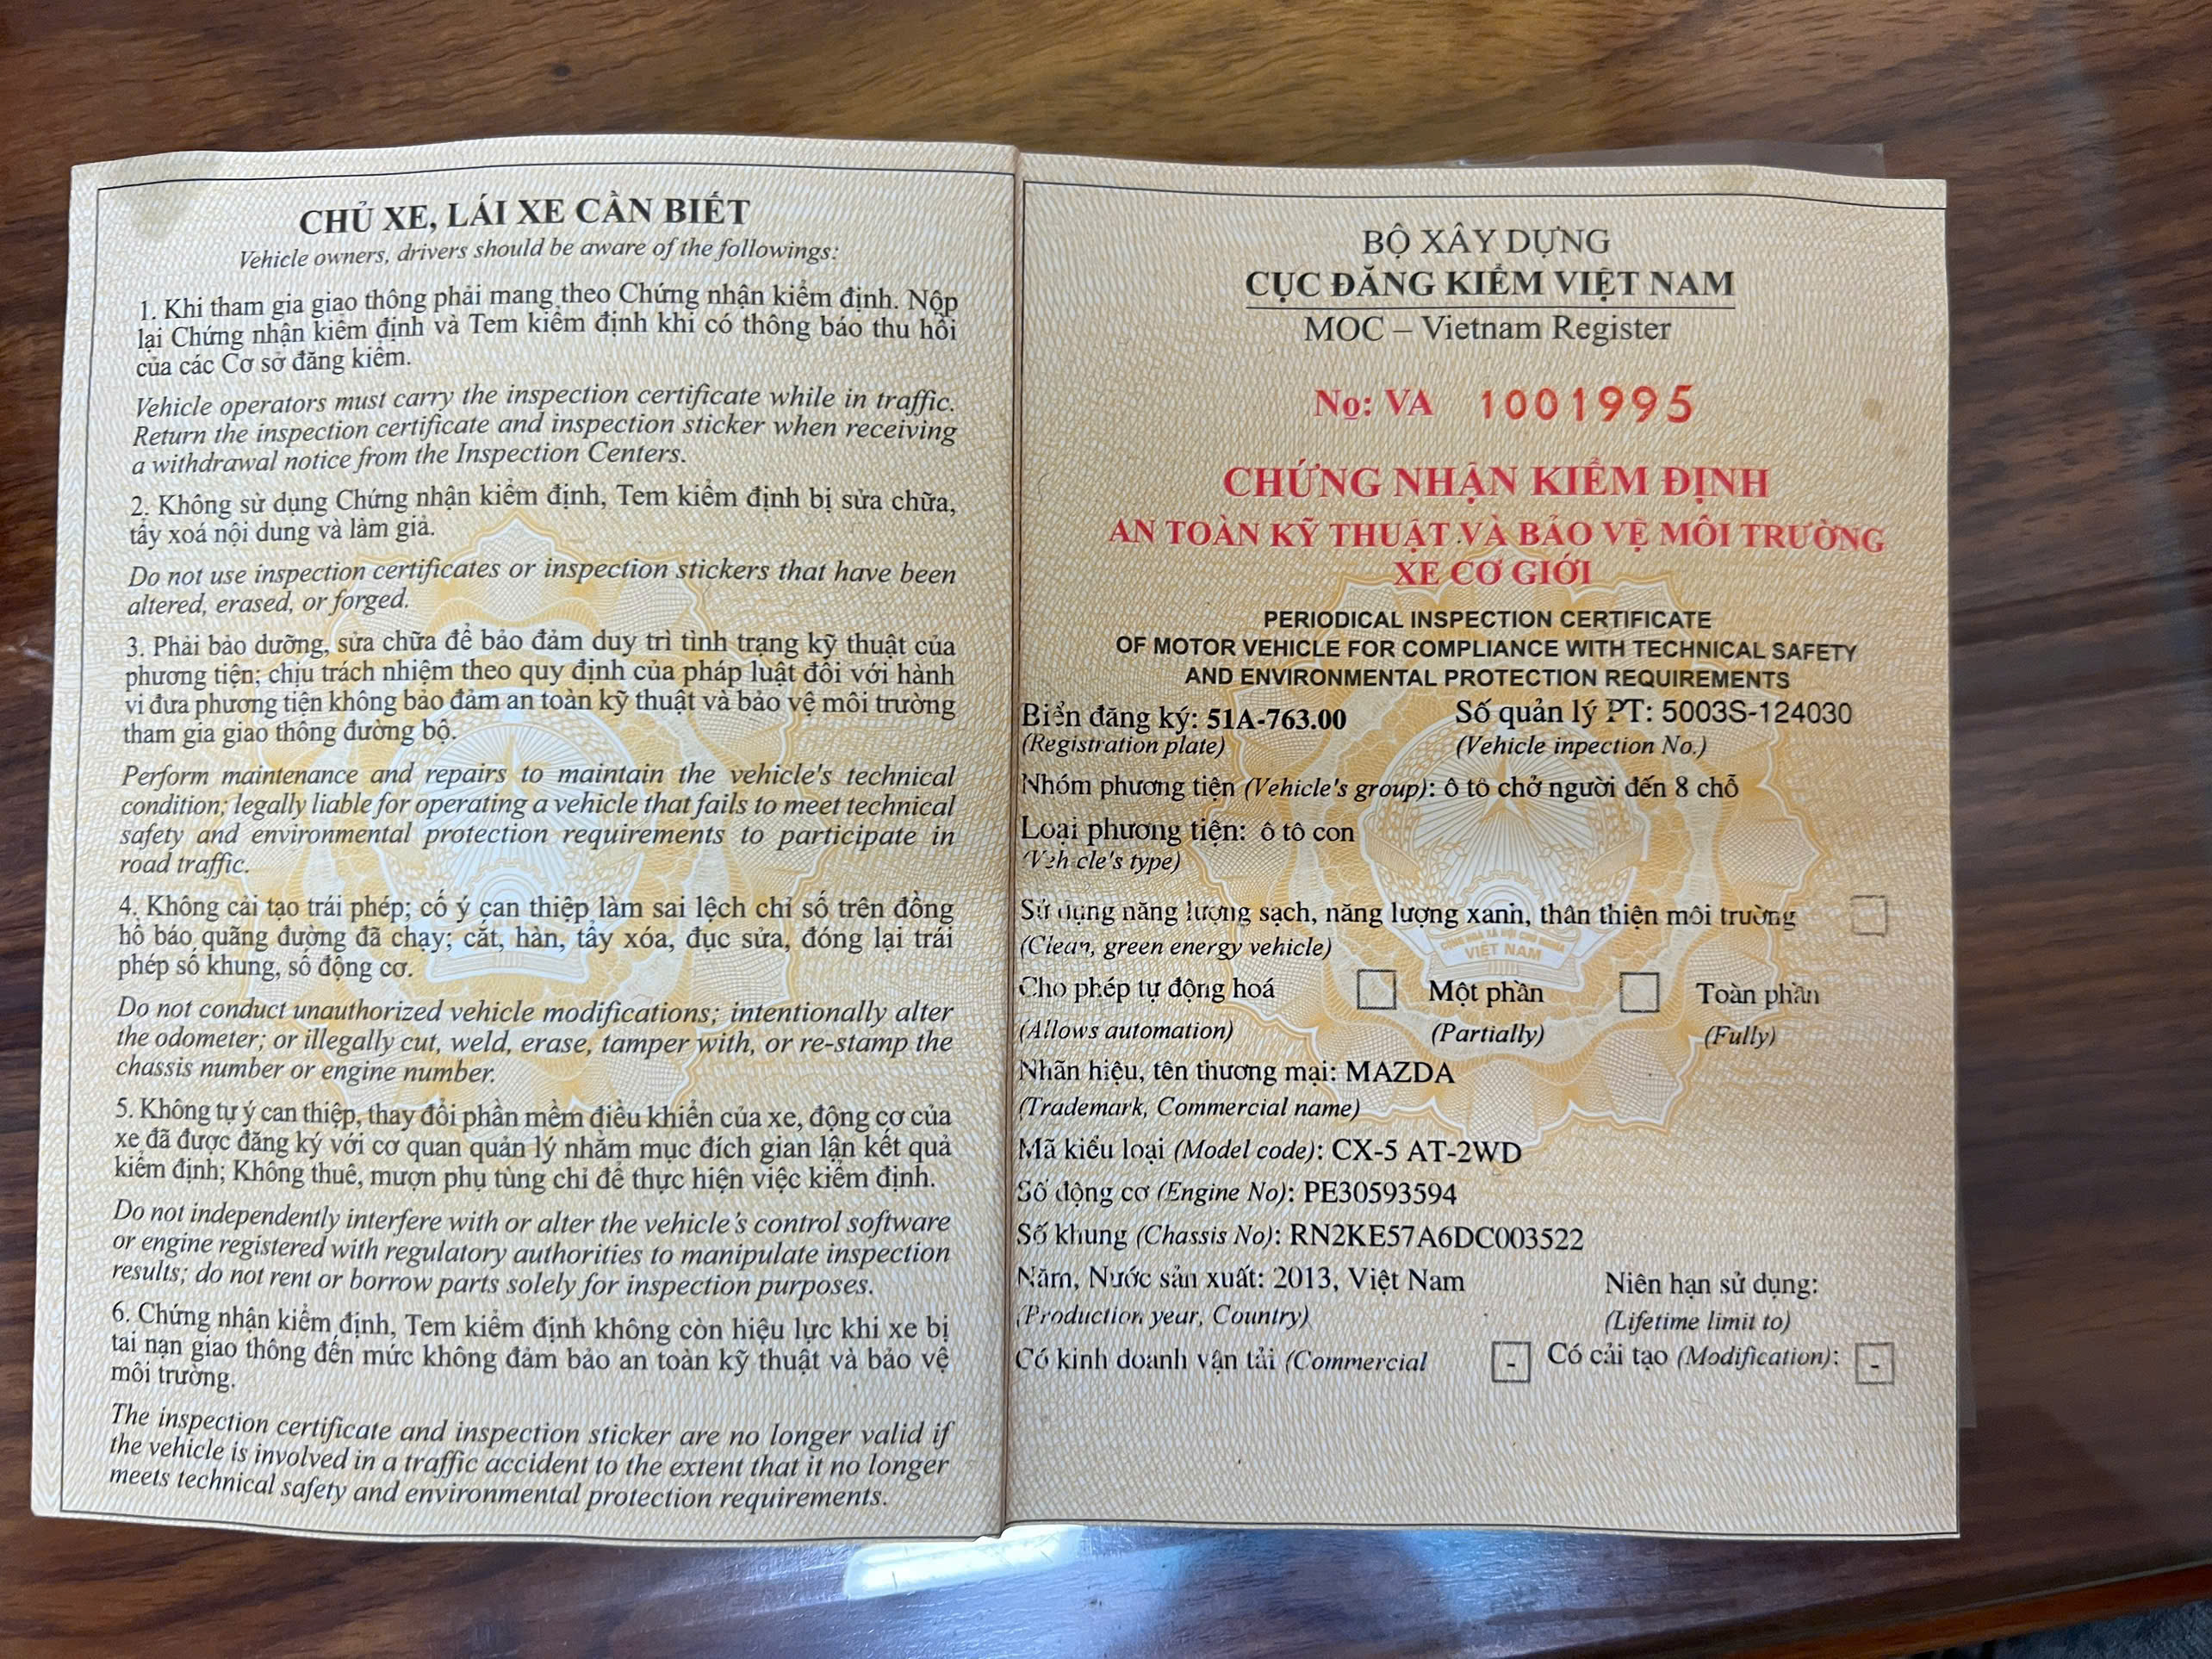 CHỦ XE, LÁI XE CẦN BIẾT
Vehicle owners, drivers should be aware of the followings:
1. Khi tham gia giao thông phải mang theo Chứng nhận kiểm định. Nộp
lại Chứng nhận kiểm định và Tem kiểm định khi có thông báo thu hồi
của các Cơ sở đăng kiểm.
Vehicle operators must carry the inspection certificate while in traffic.
Return the inspection certificate and inspection sticker when receiving
a withdrawal notice from the Inspection Centers.
2. Không sử dụng Chứng nhận kiểm định, Tem kiểm định bị sửa chữa,
tẩy xoá nội dung và làm giả.
Do not use inspection certificates or inspection stickers that have been
altered, erased, or forged.
3. Phải bảo dưỡng, sửa chữa để bảo đảm duy trì tình trạng kỹ thuật của
phương tiện; chịu trách nhiệm theo quy định của pháp luật đối với hành
vi đưa phương tiện không bảo đảm an toàn kỹ thuật và bảo vệ môi trường
tham gia giao thông đường bộ.
Perform maintenance and repairs to maintain the vehicle's technical
condition; legally liable for operating a vehicle that fails to meet technical
safety and environmental protection requirements to participate in
road traffic.
4. Không cải tạo trái phép; cố ý can thiệp làm sai lệch chỉ số trên đồng
hồ báo quãng đường đã chạy; cắt, hàn, tẩy xóa, đục sửa, đóng lại trái
phép số khung, số động cơ.
Do not conduct unauthorized vehicle modifications; intentionally alter
the odometer; or illegally cut, weld, erase, tamper with, or re-stamp the
chassis number or engine number.
5. Không tự ý can thiệp, thay đổi phần mềm điều khiển của xe, động cơ của
xe đã được đăng ký với cơ quan quản lý nhằm mục đích gian lận kết quả
kiểm định; Không thuê, mượn phụ tùng chỉ để thực hiện việc kiểm định.
Do not independently interfere with or alter the vehicle's control software
or engine registered with regulatory authorities to manipulate inspection
results; do not rent or borrow parts solely for inspection purposes.
6. Chứng nhận kiểm định, Tem kiểm định không còn hiệu lực khi xe bị
tai nạn giao thông đến mức không đảm bảo an toàn kỹ thuật và bảo vệ
môi trường.
The inspection certificate and inspection sticker are no longer valid if
the vehicle is involved in a traffic accident to the extent that it no longer
meets technical safety and environmental protection requirements.
BỘ XÂY DỰNG
CỤC ĐĂNG KIỂM VIỆT NAM
MOC – Vietnam Register
No: VA 1001995
CHỨNG NHẬN KIỂM ĐỊNH
AN TOÀN KỸ THUẬT VÀ BẢO VỆ MÔI TRƯỜNG
XE CƠ GIỚI
PERIODICAL INSPECTION CERTIFICATE
OF MOTOR VEHICLE FOR COMPLIANCE WITH TECHNICAL SAFETY
AND ENVIRONMENTAL PROTECTION REQUIREMENTS
Biển đăng ký: 51A-763.00 Số quản lý PT: 5003S-124030
(Registration plate) (Vehicle inpection No.)
Nhóm phương tiện (Vehicle's group): ô tô chở người đến 8 chỗ
Loại phương tiện: ô tô con
(Vehicle's type)
Sử dụng năng lượng sạch, năng lượng xanh, thân thiện môi trường
(Clean, green energy vehicle)
CỘNG HOÀ XÃ HỘI CHỦ NGHĨA
VIỆT NAM
Cho phép tự động hoá Một phần Toàn phần
(Allows automation) (Partially) (Fully)
Nhãn hiệu, tên thương mại: MAZDA
(Trademark, Commercial name)
Mã kiểu loại (Model code): CX-5 AT-2WD
Số động cơ (Engine No): PE30593594
Số khung (Chassis No): RN2KE57A6DC003522
Năm, Nước sản xuất: 2013, Việt Nam Niên hạn sử dụng:
(Production year, Country) (Lifetime limit to)
Có kinh doanh vận tải (Commercial - Có cải tạo (Modification): -